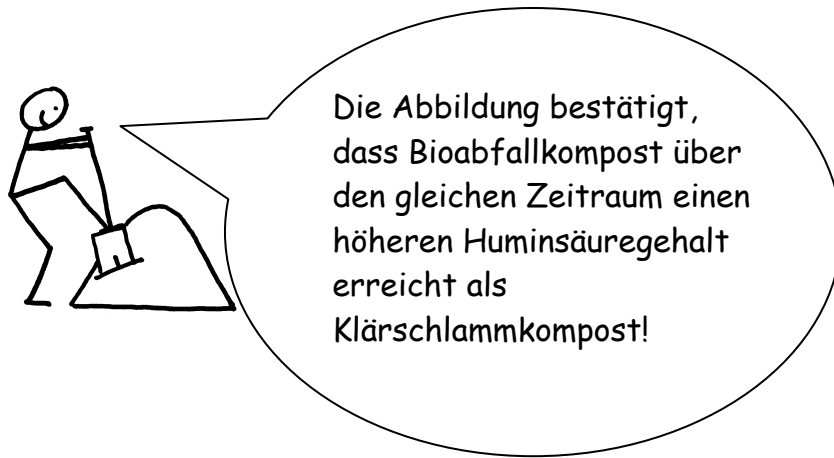 Die Abbildung bestätigt,
dass Bioabfallkompost über
den gleichen Zeitraum einen
höheren Huminsäuregehalt
erreicht als
Klärschlammkompost!